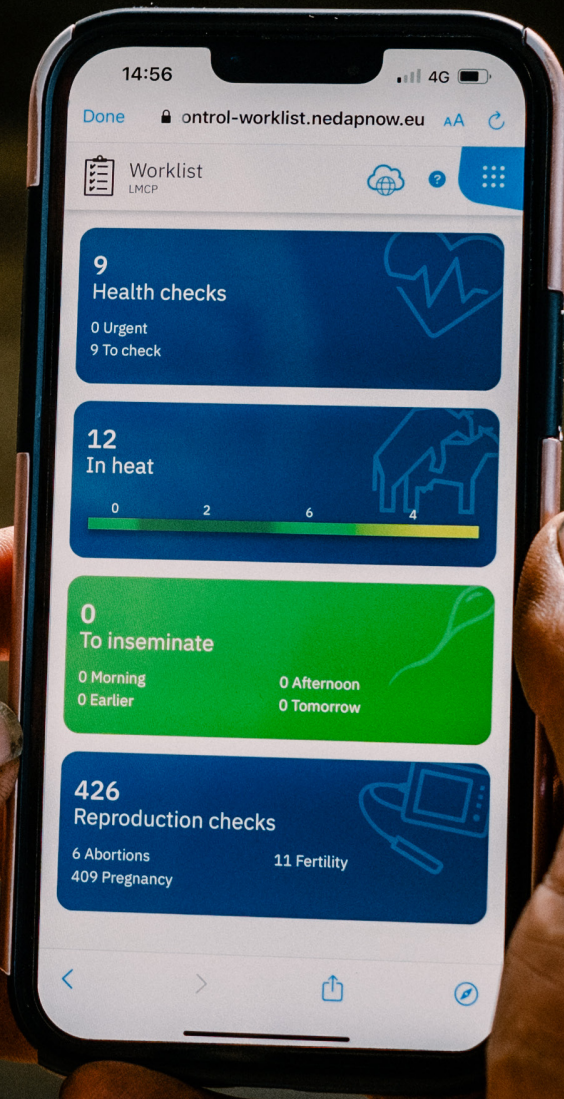 14:56
4G
Done
ontrol-worklist.nedapnow.eu
AA
Worklist
LMCP
?
9
Health checks
0 Urgent
9 To check
12
In heat
0 2 6 4
0
To inseminate
0 Morning
0 Afternoon
0 Earlier
0 Tomorrow
426
Reproduction checks
6 Abortions
11 Fertility
409 Pregnancy